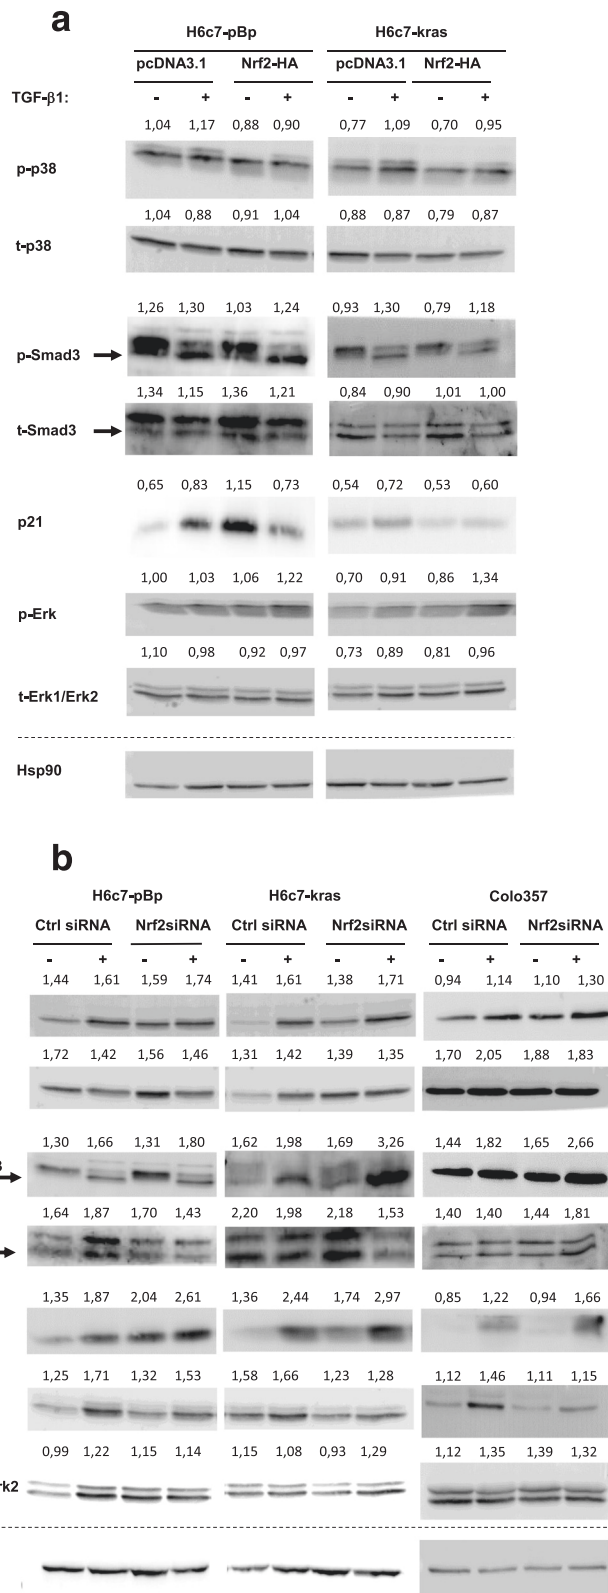 a
H6c7-pBp H6c7-kras
pcDNA3.1 Nrf2-HA pcDNA3.1 Nrf2-HA
TGF-β1: - + - + - + - +
1,04 1,17 0,88 0,90 0,77 1,09 0,70 0,95
p-p38
1,04 0,88 0,91 1,04 0,88 0,87 0,79 0,87
t-p38
1,26 1,30 1,03 1,24 0,93 1,30 0,79 1,18
p-Smad3
1,34 1,15 1,36 1,21 0,84 0,90 1,01 1,00
t-Smad3
0,65 0,83 1,15 0,73 0,54 0,72 0,53 0,60
p21
1,00 1,03 1,06 1,22 0,70 0,91 0,86 1,34
p-Erk
1,10 0,98 0,92 0,97 0,73 0,89 0,81 0,96
t-Erk1/Erk2
Hsp90
b
H6c7-pBp H6c7-kras Colo357
Ctrl siRNA Nrf2siRNA Ctrl siRNA Nrf2siRNA Ctrl siRNA Nrf2siRNA
- + - + - + - + - + - +
1,44 1,61 1,59 1,74 1,41 1,61 1,38 1,71 0,94 1,14 1,10 1,30
1,72 1,42 1,56 1,46 1,31 1,42 1,39 1,35 1,70 2,05 1,88 1,83
1,30 1,66 1,31 1,80 1,62 1,98 1,69 3,26 1,44 1,82 1,65 2,66
1,64 1,87 1,70 1,43 2,20 1,98 2,18 1,53 1,40 1,40 1,44 1,81
1,35 1,87 2,04 2,61 1,36 2,44 1,74 2,97 0,85 1,22 0,94 1,66
1,25 1,71 1,32 1,53 1,58 1,66 1,23 1,28 1,12 1,46 1,11 1,15
0,99 1,22 1,15 1,14 1,15 1,08 0,93 1,29 1,12 1,35 1,39 1,32
rk2